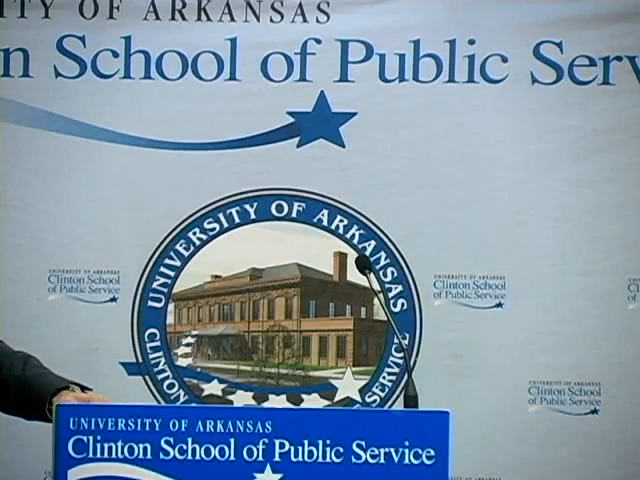 ITY OF ARKANSAS
n School of Public Serv
UNIVERSITY OF ARKANSAS
CLINTON
SERVICE
UNIVERSITY OF ARKANSAS
Clinton School
of Public Service
UNIVERSITY OF ARKANSAS
Clinton School
of Public Service
UNIVERSITY OF ARKANSAS
Clinton School
of Public Service
UNIVERSITY OF ARKANSAS
Clinton School of Public Service